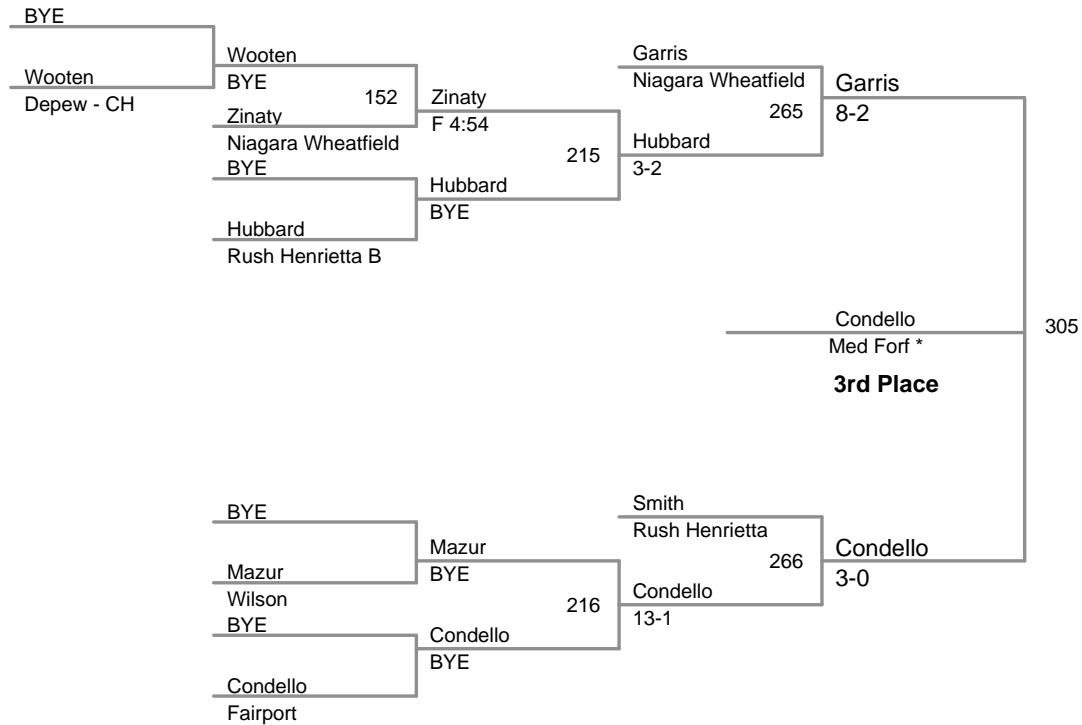 BYE
Wooten
Depew - CH
Wooten
BYE
152
Zinaty
Niagara Wheatfield
BYE
Hubbard
Rush Henrietta B
Zinaty
F 4:54
215
Hubbard
BYE
Garris
Niagara Wheatfield
265
Hubbard
3-2
Garris
8-2
Condello
Med Forf *
3rd Place
305
BYE
Mazur
Wilson
BYE
Condello
Fairport
Mazur
BYE
216
Condello
BYE
Smith
Rush Henrietta
266
Condello
13-1
Condello
3-0